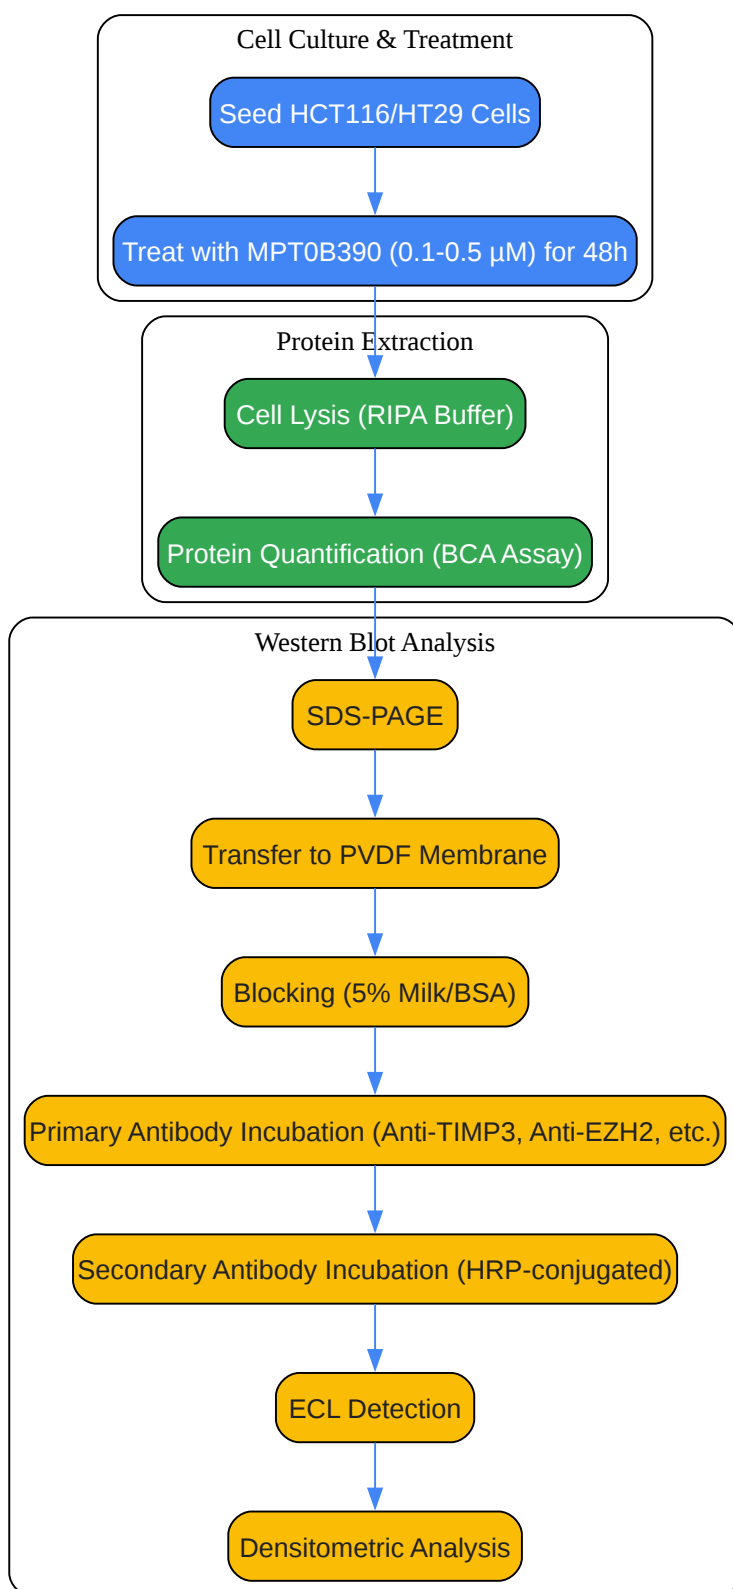 Cell Culture & Treatment
Seed HCT116/HT29 Cells
Treat with MPT0B390 (0.1-0.5 µM) for 48h
Protein Extraction
Cell Lysis (RIPA Buffer)
Protein Quantification (BCA Assay)
Western Blot Analysis
SDS-PAGE
Transfer to PVDF Membrane
Blocking (5% Milk/BSA)
Primary Antibody Incubation (Anti-TIMP3, Anti-EZH2, etc.)
Secondary Antibody Incubation (HRP-conjugated)
ECL Detection
Densitometric Analysis